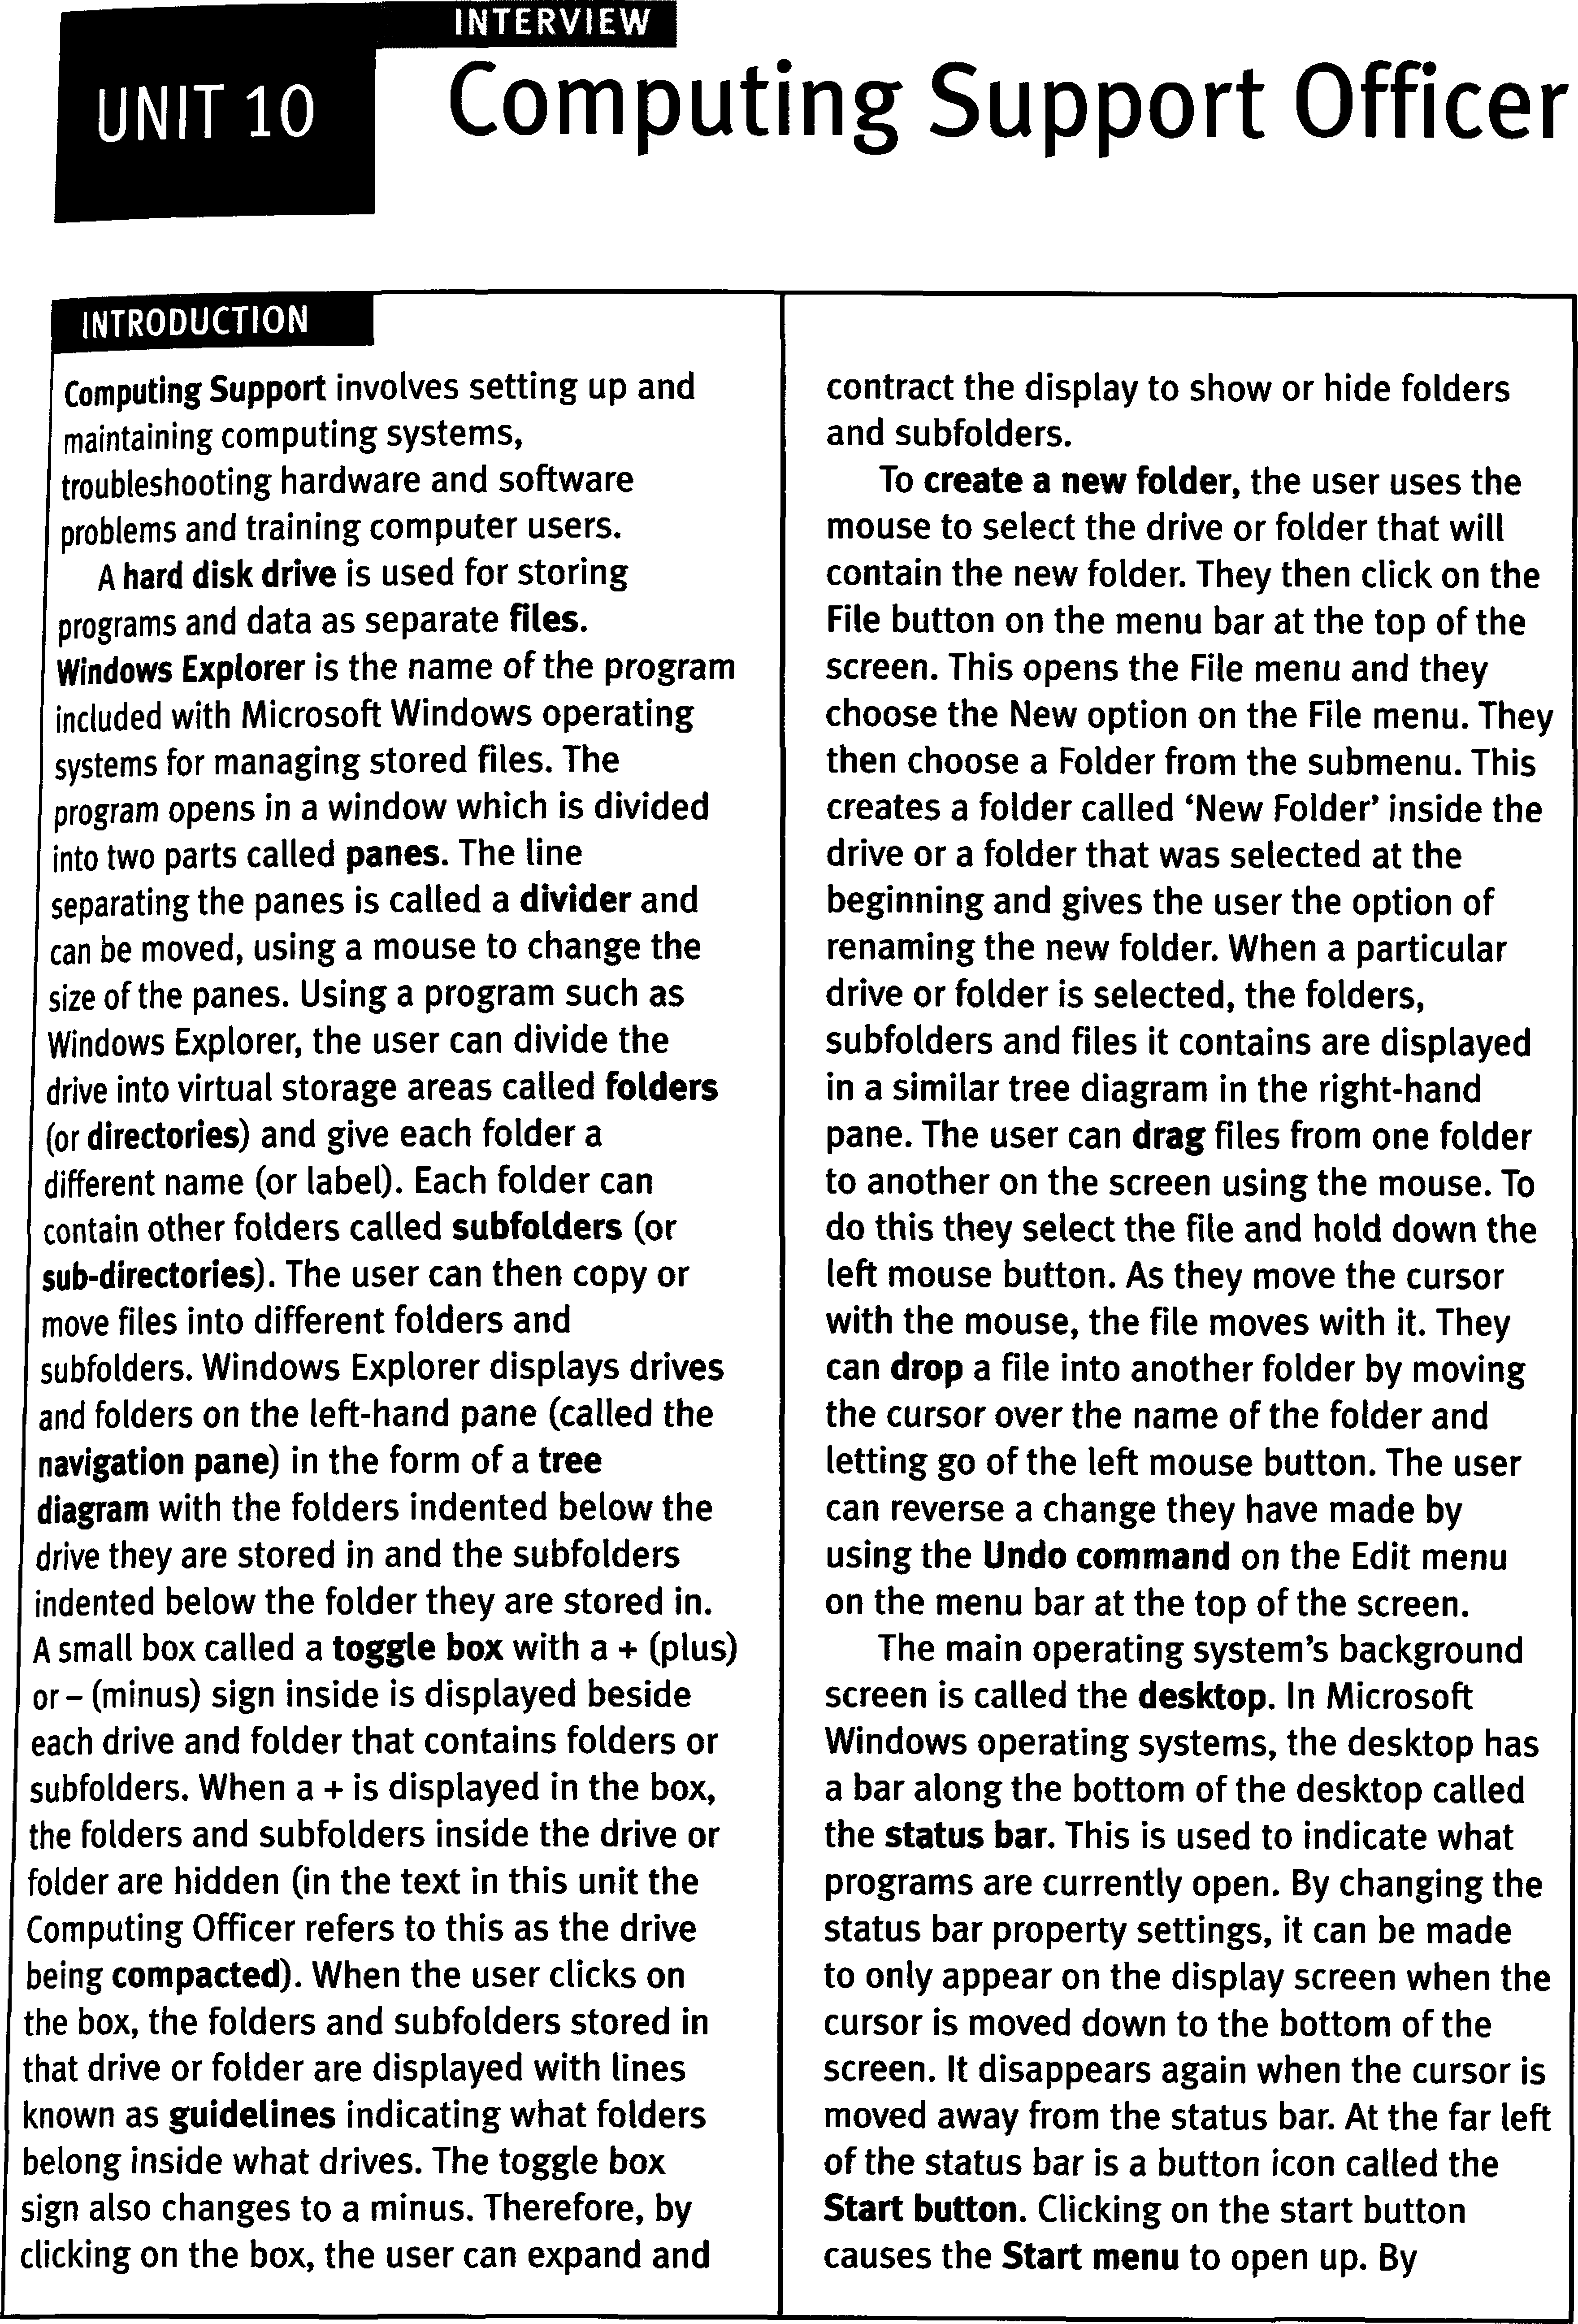 INTERVIEW
UNIT 10
Computing Support Officer
INTRODUCTION
Computing Support involves setting up and
maintaining computing systems,
troubleshooting hardware and software
problems and training computer users.
A hard disk drive is used for storing
programs and data as separate files.
Windows Explorer is the name of the program
included with Microsoft Windows operating
systems for managing stored files. The
program opens in a window which is divided
into two parts called panes. The line
separating the panes is called a divider and
can be moved, using a mouse to change the
size of the panes. Using a program such as
Windows Explorer, the user can divide the
drive into virtual storage areas called folders
(or directories) and give each folder a
different name (or label). Each folder can
contain other folders called subfolders (or
sub-directories). The user can then copy or
move files into different folders and
subfolders. Windows Explorer displays drives
and folders on the left-hand pane (called the
navigation pane) in the form of a tree
diagram with the folders indented below the
drive they are stored in and the subfolders
indented below the folder they are stored in.
A small box called a toggle box with a + (plus)
or – (minus) sign inside is displayed beside
each drive and folder that contains folders or
subfolders. When a + is displayed in the box,
the folders and subfolders inside the drive or
folder are hidden (in the text in this unit the
Computing Officer refers to this as the drive
being compacted). When the user clicks on
the box, the folders and subfolders stored in
that drive or folder are displayed with lines
known as guidelines indicating what folders
belong inside what drives. The toggle box
sign also changes to a minus. Therefore, by
clicking on the box, the user can expand and
contract the display to show or hide folders
and subfolders.
To create a new folder, the user uses the
mouse to select the drive or folder that will
contain the new folder. They then click on the
File button on the menu bar at the top of the
screen. This opens the File menu and they
choose the New option on the File menu. They
then choose a Folder from the submenu. This
creates a folder called ‘New Folder’ inside the
drive or a folder that was selected at the
beginning and gives the user the option of
renaming the new folder. When a particular
drive or folder is selected, the folders,
subfolders and files it contains are displayed
in a similar tree diagram in the right-hand
pane. The user can drag files from one folder
to another on the screen using the mouse. To
do this they select the file and hold down the
left mouse button. As they move the cursor
with the mouse, the file moves with it. They
can drop a file into another folder by moving
the cursor over the name of the folder and
letting go of the left mouse button. The user
can reverse a change they have made by
using the Undo command on the Edit menu
on the menu bar at the top of the screen.
The main operating system's background
screen is called the desktop. In Microsoft
Windows operating systems, the desktop has
a bar along the bottom of the desktop called
the status bar. This is used to indicate what
programs are currently open. By changing the
status bar property settings, it can be made
to only appear on the display screen when the
cursor is moved down to the bottom of the
screen. It disappears again when the cursor is
moved away from the status bar. At the far left
of the status bar is a button icon called the
Start button. Clicking on the start button
causes the Start menu to open up. By